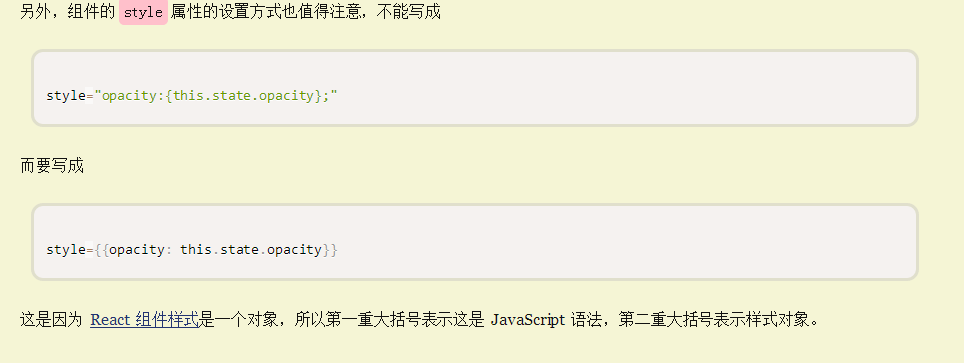 另外，组件的 style 属性的设置方式也值得注意，不能写成
style="opacity:{this.state.opacity};"
而要写成
style={{opacity: this.state.opacity}}
这是因为 React 组件样式是一个对象，所以第一重大括号表示这是 JavaScript 语法，第二重大括号表示样式对象。